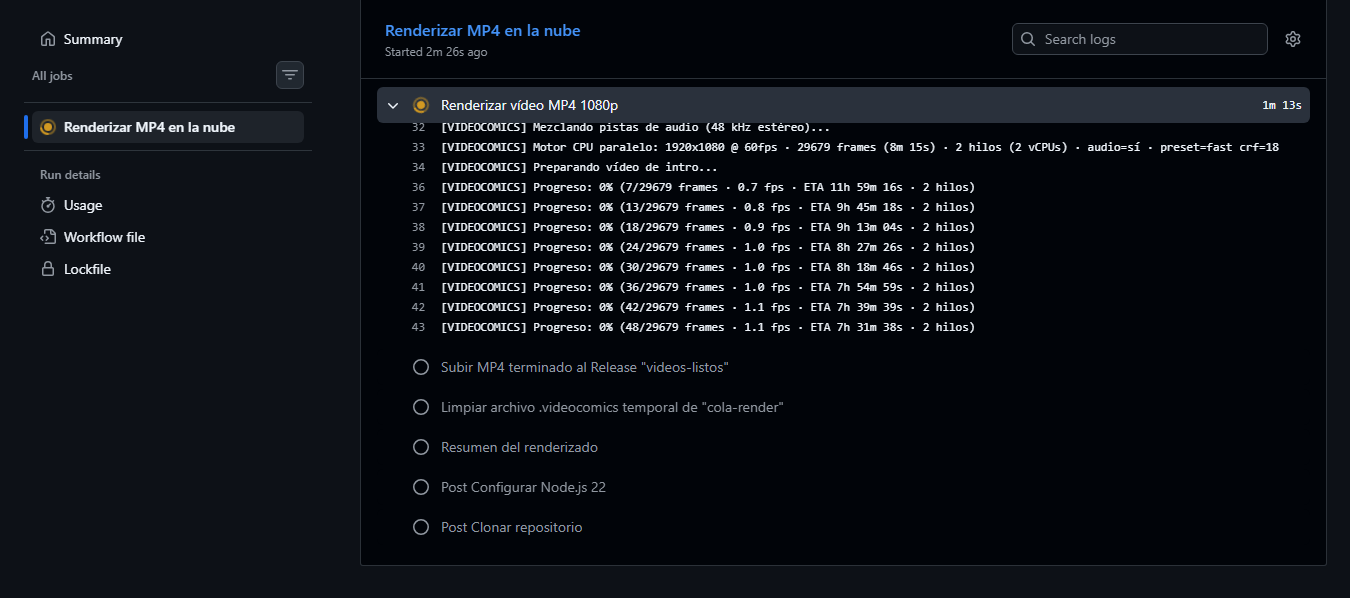 Summary
All jobs
Renderizar MP4 en la nube
Run details
Usage
Workflow file
Lockfile
Renderizar MP4 en la nube
Started 2m 26s ago
Search logs
Renderizar vídeo MP4 1080p
1m 13s
32 [VIDEOCOMICS] Mezclando pistas de audio (48 kHz estéreo)...
33 [VIDEOCOMICS] Motor CPU paralelo: 1920x1080 @ 60fps · 29679 frames (8m 15s) · 2 hilos (2 vCPUs) · audio=sí · preset=fast crf=18
34 [VIDEOCOMICS] Preparando vídeo de intro...
36 [VIDEOCOMICS] Progreso: 0% (7/29679 frames · 0.7 fps · ETA 11h 59m 16s · 2 hilos)
37 [VIDEOCOMICS] Progreso: 0% (13/29679 frames · 0.8 fps · ETA 9h 45m 18s · 2 hilos)
38 [VIDEOCOMICS] Progreso: 0% (18/29679 frames · 0.9 fps · ETA 9h 13m 04s · 2 hilos)
39 [VIDEOCOMICS] Progreso: 0% (24/29679 frames · 1.0 fps · ETA 8h 27m 26s · 2 hilos)
40 [VIDEOCOMICS] Progreso: 0% (30/29679 frames · 1.0 fps · ETA 8h 18m 46s · 2 hilos)
41 [VIDEOCOMICS] Progreso: 0% (36/29679 frames · 1.0 fps · ETA 7h 54m 59s · 2 hilos)
42 [VIDEOCOMICS] Progreso: 0% (42/29679 frames · 1.1 fps · ETA 7h 39m 39s · 2 hilos)
43 [VIDEOCOMICS] Progreso: 0% (48/29679 frames · 1.1 fps · ETA 7h 31m 38s · 2 hilos)
Subir MP4 terminado al Release "videos-listos"
Limpiar archivo .videocomics temporal de "cola-render"
Resumen del renderizado
Post Configurar Node.js 22
Post Clonar repositorio